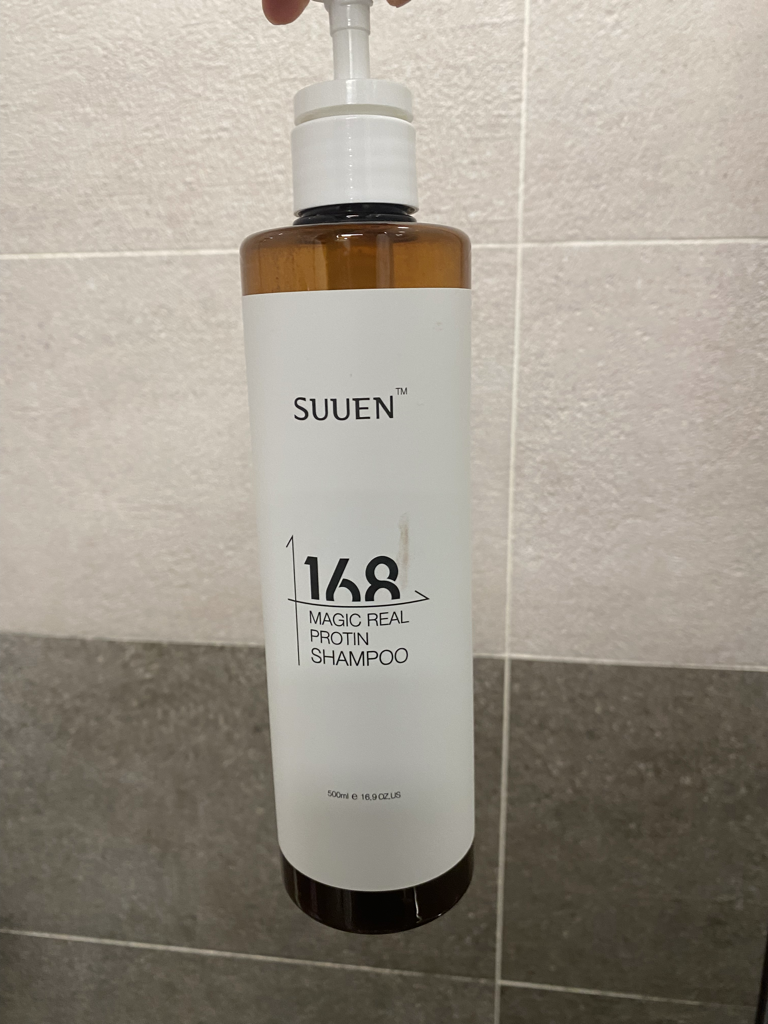 SUUEN™
168
MAGIC REAL
PROTIN
SHAMPOO
500ml ℮ 16.9 OZ.US